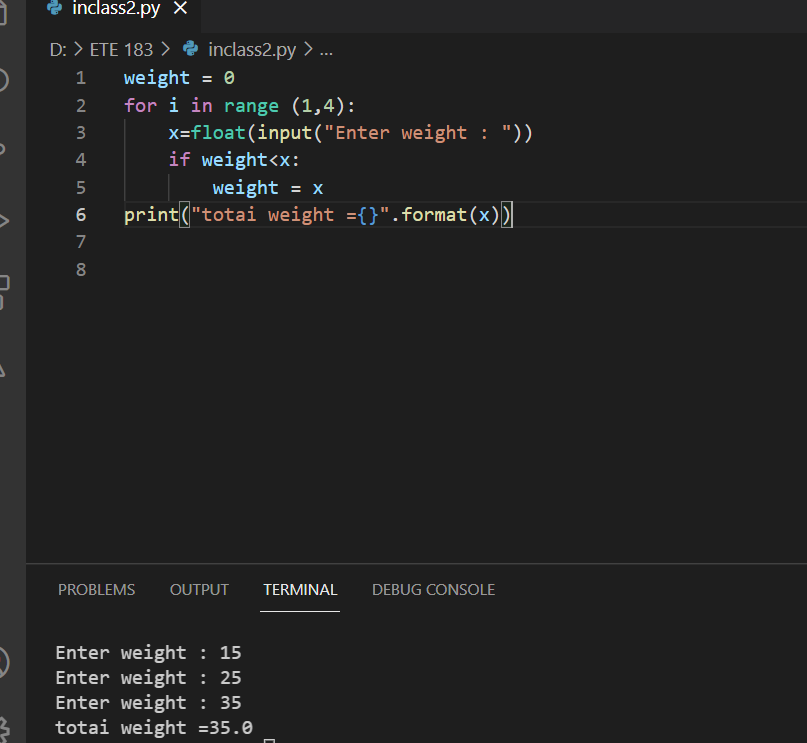 inclass2.py ×
D: > ETE 183 > inclass2.py > ...
1 weight = 0
2 for i in range (1,4):
3     x=float(input("Enter weight : "))
4     if weight<x:
5         weight = x
6 print("totai weight ={}".format(x))
7
8
PROBLEMS OUTPUT TERMINAL DEBUG CONSOLE
Enter weight : 15
Enter weight : 25
Enter weight : 35
totai weight =35.0